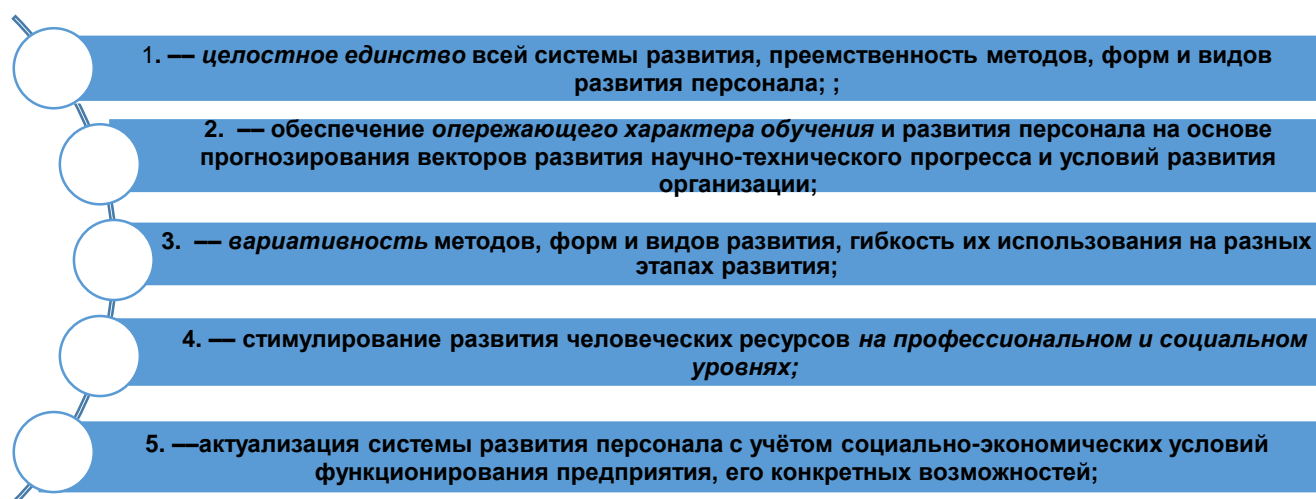 1. — целостное единство всей системы развития, преемственность методов, форм и видов
развития персонала; ;
2. — обеспечение опережающего характера обучения и развития персонала на основе
прогнозирования векторов развития научно-технического прогресса и условий развития
организации;
3. — вариативность методов, форм и видов развития, гибкость их использования на разных
этапах развития;
4. — стимулирование развития человеческих ресурсов на профессиональном и социальном
уровнях;
5. —актуализация системы развития персонала с учётом социально-экономических условий
функционирования предприятия, его конкретных возможностей;